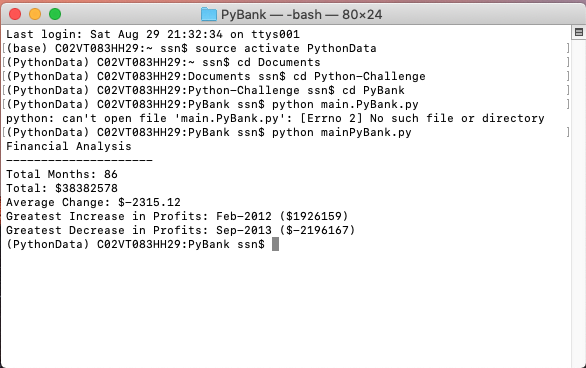 PyBank — -bash — 80×24
Last login: Sat Aug 29 21:32:34 on ttys001
[(base) C02VT083HH29:~ ssn$ source activate PythonData ]
[(PythonData) C02VT083HH29:~ ssn$ cd Documents ]
[(PythonData) C02VT083HH29:Documents ssn$ cd Python-Challenge ]
[(PythonData) C02VT083HH29:Python-Challenge ssn$ cd PyBank ]
[(PythonData) C02VT083HH29:PyBank ssn$ python main.PyBank.py ]
python: can't open file 'main.PyBank.py': [Errno 2] No such file or directory
[(PythonData) C02VT083HH29:PyBank ssn$ python mainPyBank.py ]
Financial Analysis
---------------------
Total Months: 86
Total: $38382578
Average Change: $-2315.12
Greatest Increase in Profits: Feb-2012 ($1926159)
Greatest Decrease in Profits: Sep-2013 ($-2196167)
(PythonData) C02VT083HH29:PyBank ssn$